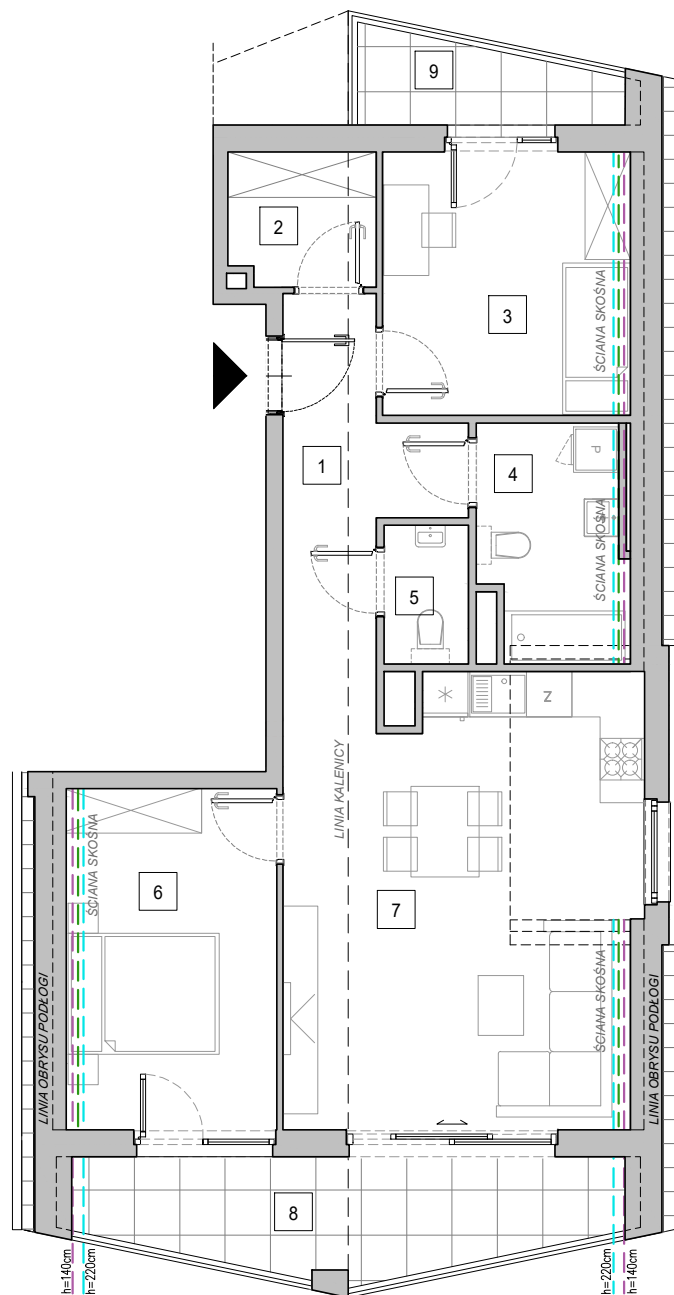 9
2
3
ŚCIANA SKOŚNA
1
4
P
ŚCIANA SKOŚNA
5
Z
LINIA KALENICY
ŚCIANA SKOŚNA
6
7
ŚCIANA SKOŚNA
LINIA OBRYSU PODŁOGI
LINIA OBRYSU PODŁOGI
8
h=140cm
h=220cm
h=220cm
h=140cm